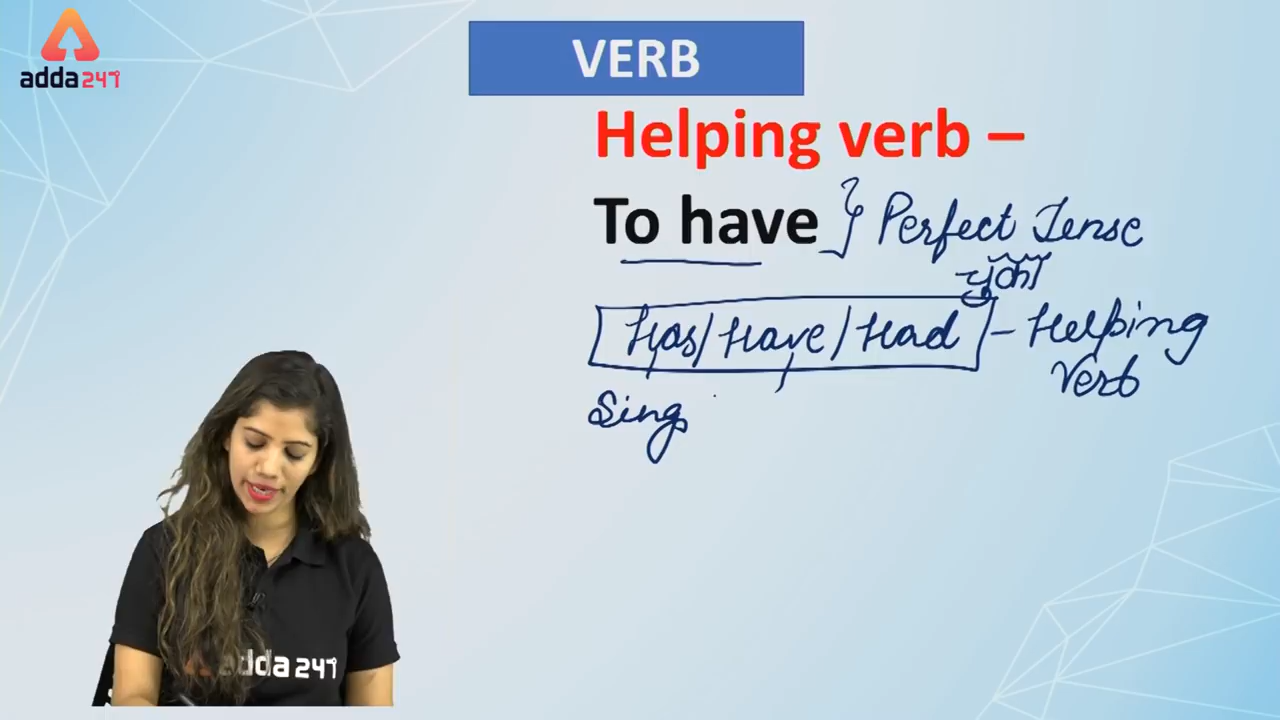 adda247
VERB
Helping verb –
To have } Perfect Tense
Has/Have/Had - Helping
Verb
Sing
adda247